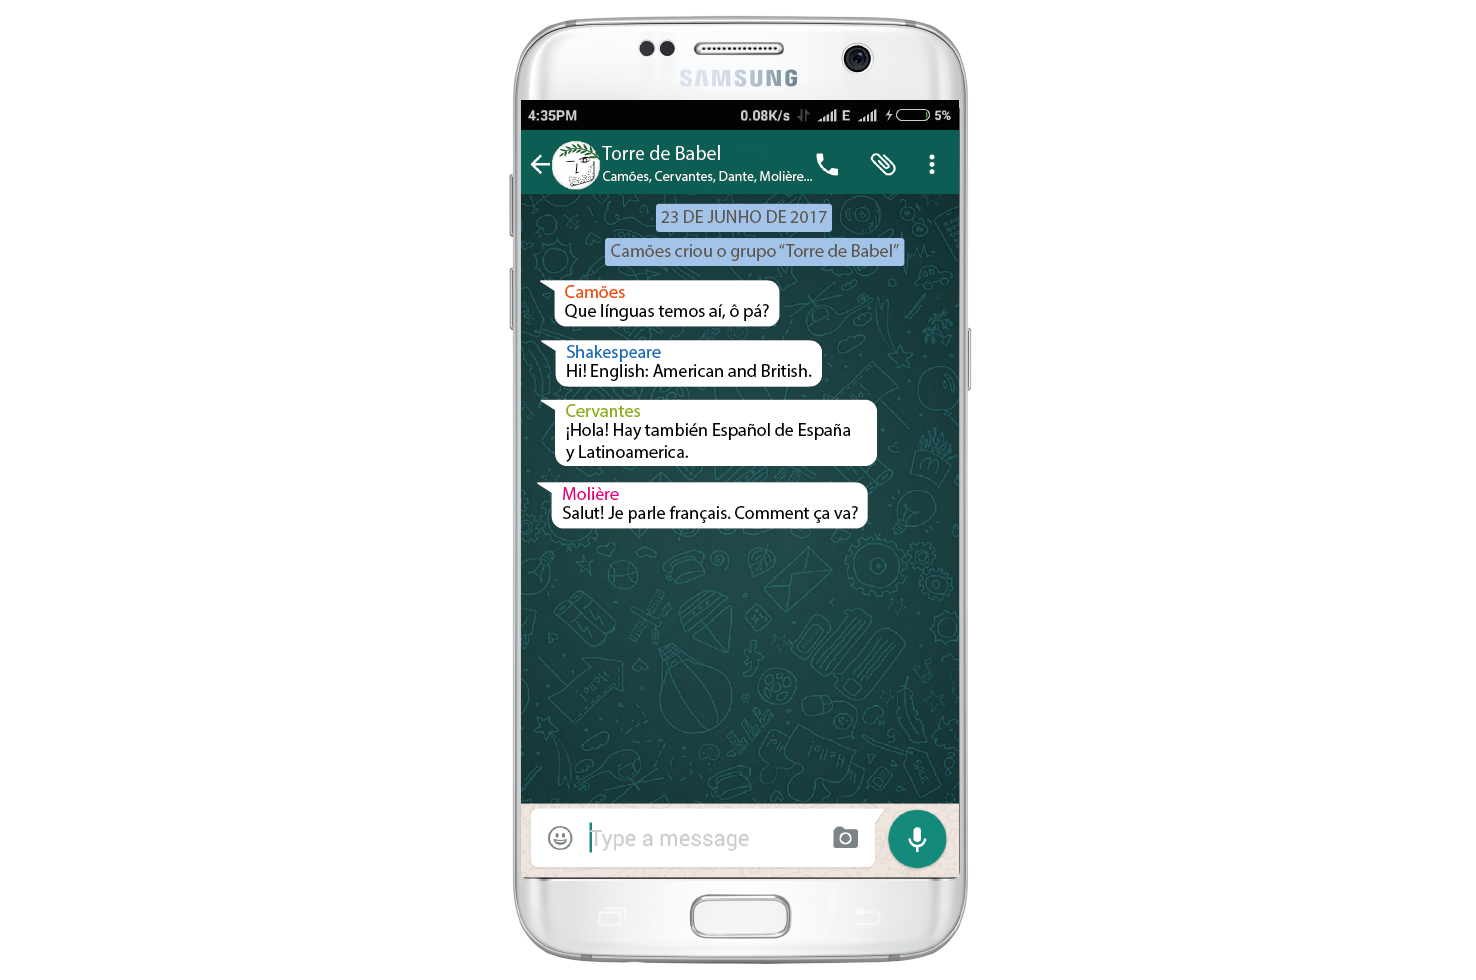 SAMSUNG
4:35PM 0.08K/s E 5%
Torre de Babel
Camões, Cervantes, Dante, Molière...
23 DE JUNHO DE 2017
Camões criou o grupo “Torre de Babel”
Camões
Que línguas temos aí, ô pá?
Shakespeare
Hi! English: American and British.
Cervantes
¡Hola! Hay también Español de España
y Latinoamerica.
Molière
Salut! Je parle français. Comment ça va?
Type a message